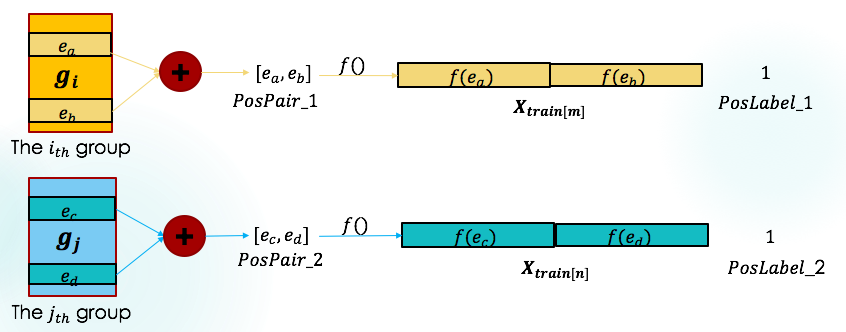 e_a
g_i
e_b
The i_th group
+
[e_a, e_b]
PosPair_1
f()
f(e_a)
f(e_b)
X_train[m]
1
PosLabel_1
e_c
g_j
e_d
The j_th group
+
[e_c, e_d]
PosPair_2
f()
f(e_c)
f(e_d)
X_train[n]
1
PosLabel_2